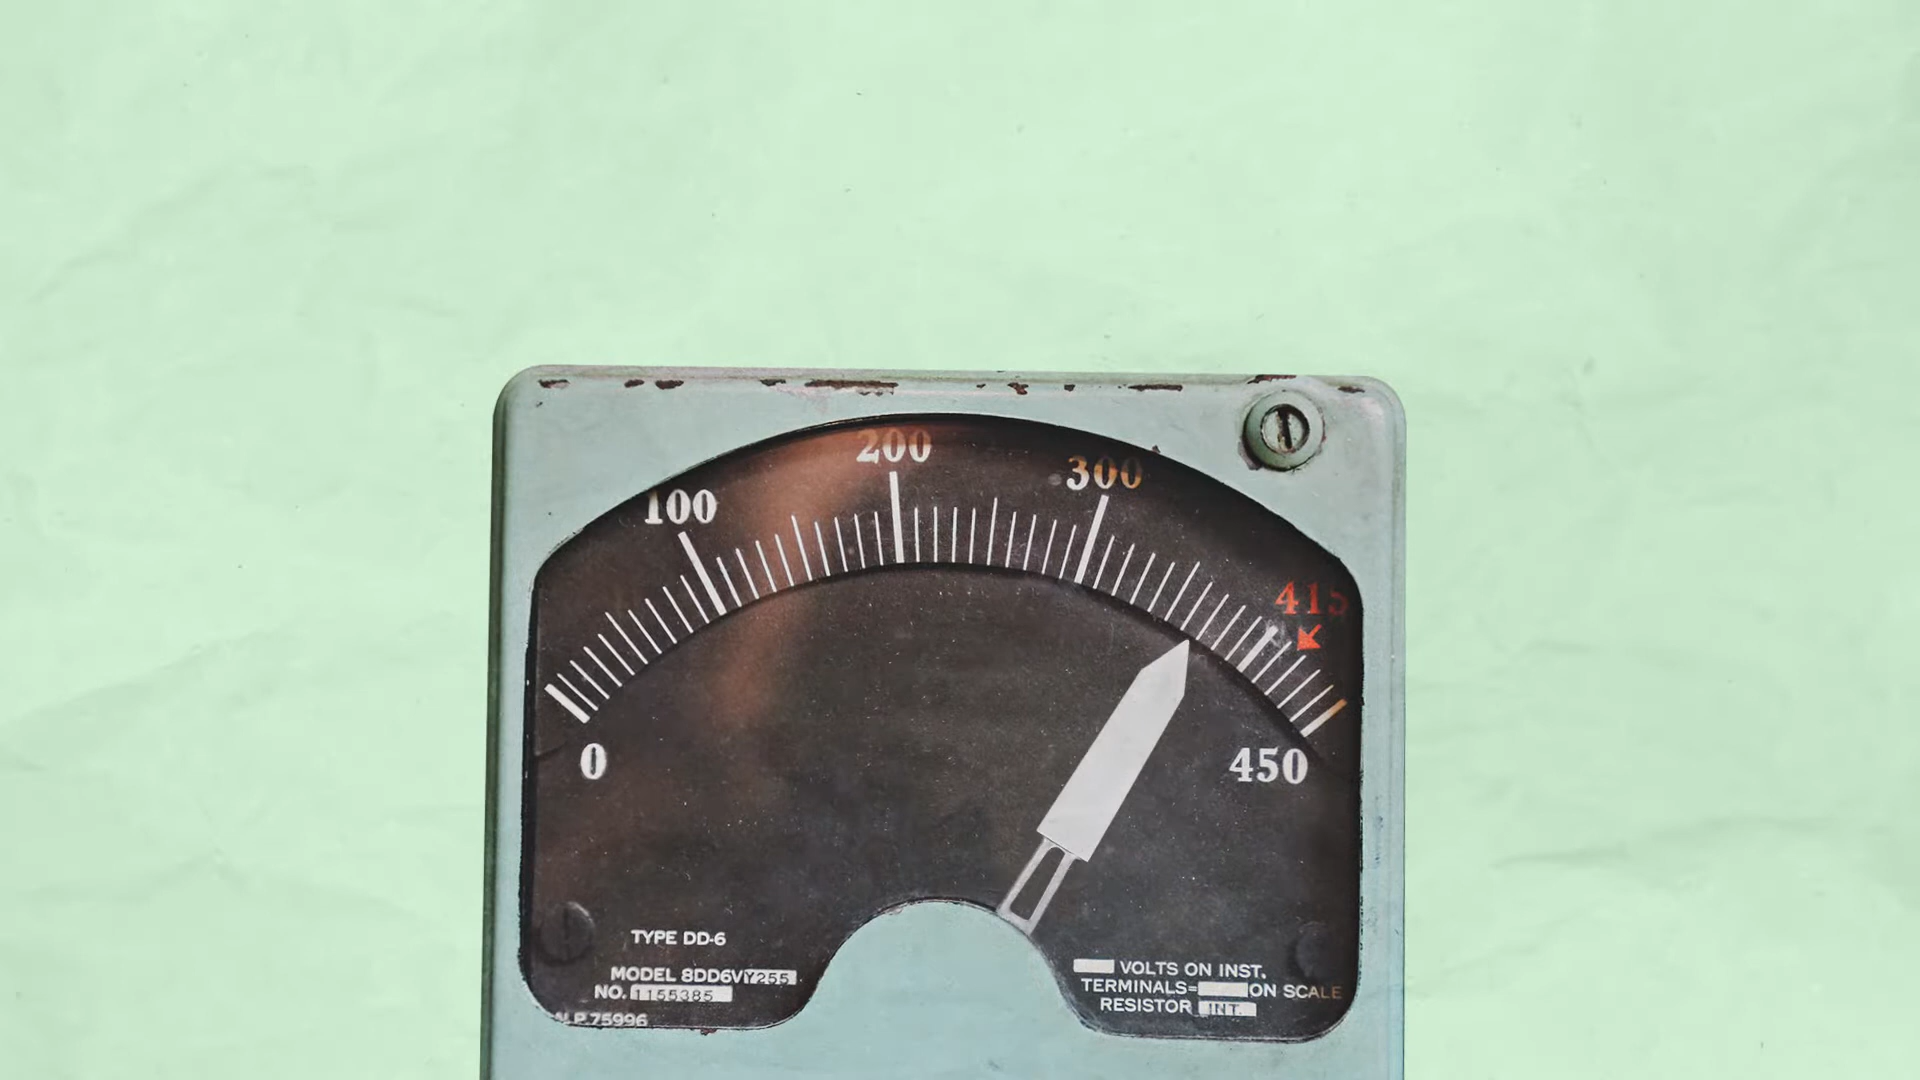 200
300
100
415
0
450
TYPE DD-6
MODEL 8DD6VY255
NO. 1155385
N.P. 75996
VOLTS ON INST.
TERMINALS= ON SCALE
RESISTOR INT.